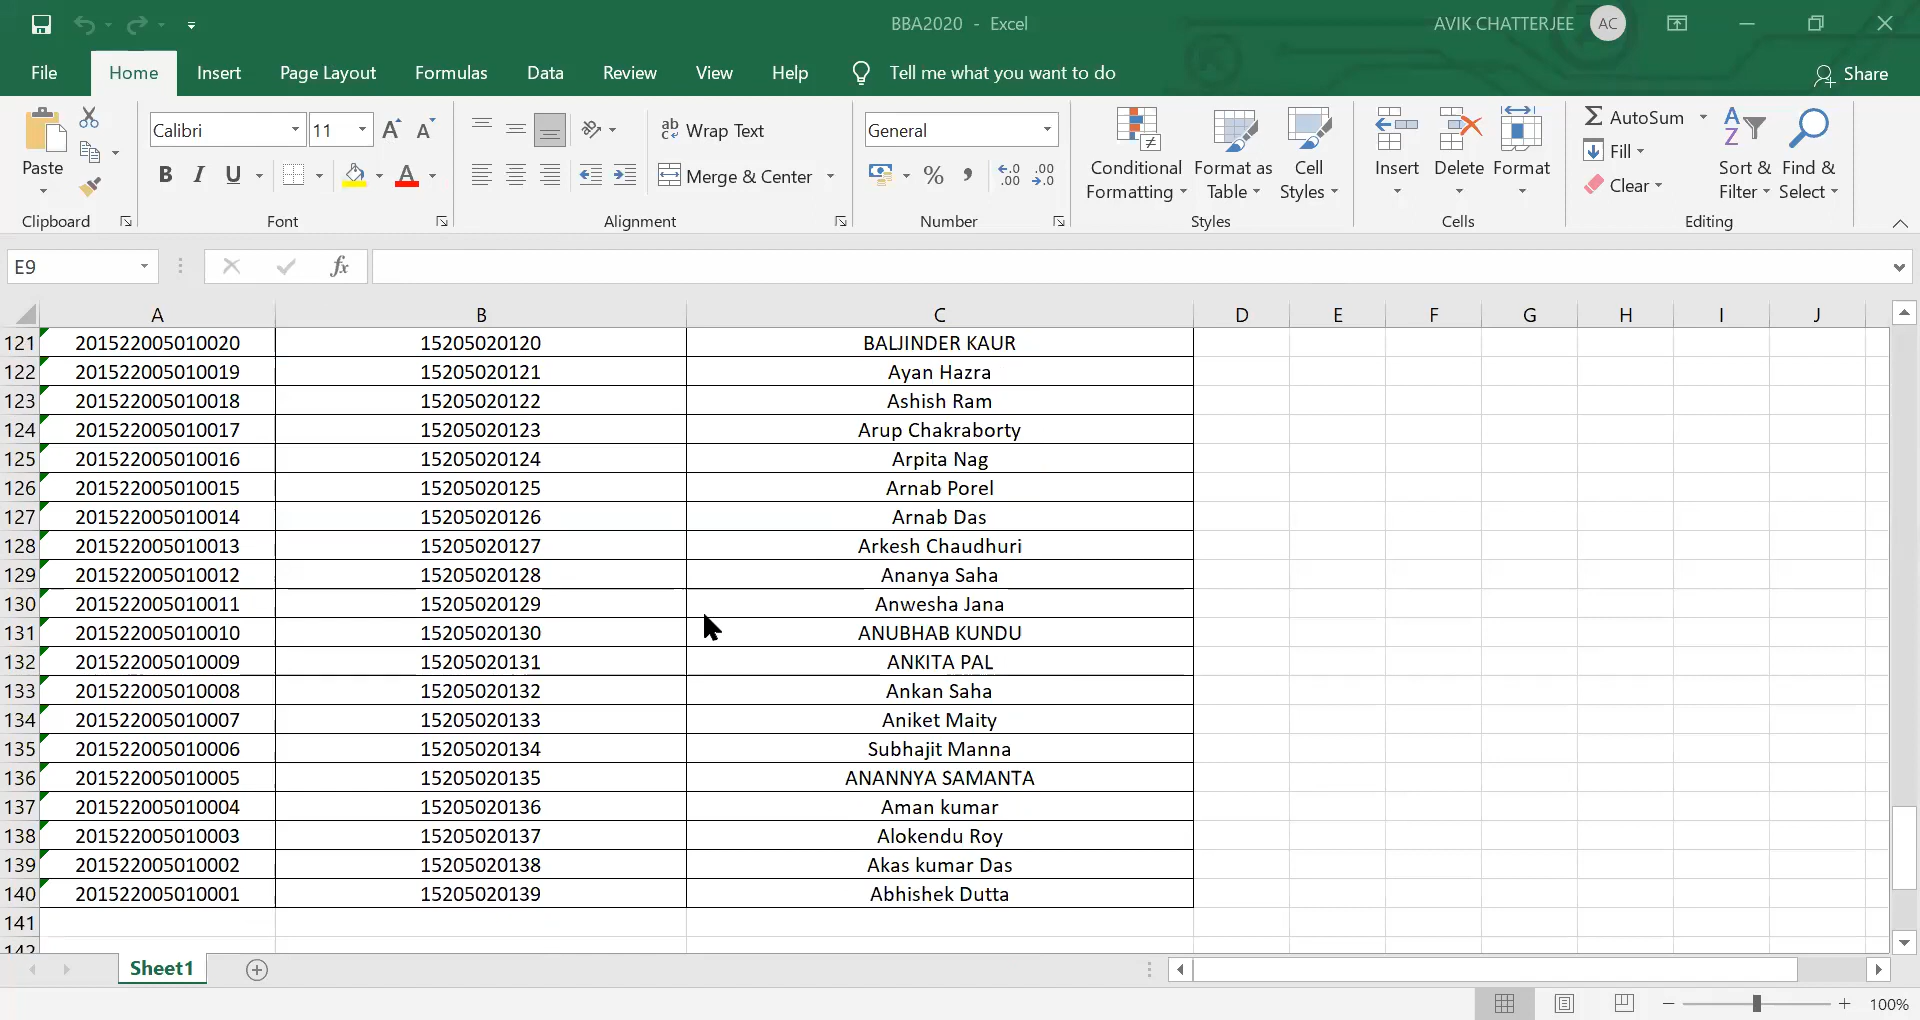 BBA2020 - Excel
AVIK CHATTERJEE AC
File Home Insert Page Layout Formulas Data Review View Help Tell me what you want to do Share
Paste
Clipboard
Calibri 11 A A
B I U A
Font
ab Wrap Text
Merge & Center
Alignment
General
% , .00 .00
Number
Conditional Formatting
Format as Table
Cell Styles
Styles
Insert Delete Format
Cells
AutoSum
Fill
Clear
Sort & Filter
Find & Select
Editing
E9 fx
A B C D E F G H I J
121 201522005010020 15205020120 BALJINDER KAUR
122 201522005010019 15205020121 Ayan Hazra
123 201522005010018 15205020122 Ashish Ram
124 201522005010017 15205020123 Arup Chakraborty
125 201522005010016 15205020124 Arpita Nag
126 201522005010015 15205020125 Arnab Porel
127 201522005010014 15205020126 Arnab Das
128 201522005010013 15205020127 Arkesh Chaudhuri
129 201522005010012 15205020128 Ananya Saha
130 201522005010011 15205020129 Anwesha Jana
131 201522005010010 15205020130 ANUBHAB KUNDU
132 201522005010009 15205020131 ANKITA PAL
133 201522005010008 15205020132 Ankan Saha
134 201522005010007 15205020133 Aniket Maity
135 201522005010006 15205020134 Subhajit Manna
136 201522005010005 15205020135 ANANNYA SAMANTA
137 201522005010004 15205020136 Aman kumar
138 201522005010003 15205020137 Alokendu Roy
139 201522005010002 15205020138 Akas kumar Das
140 201522005010001 15205020139 Abhishek Dutta
141
142
Sheet1
100%